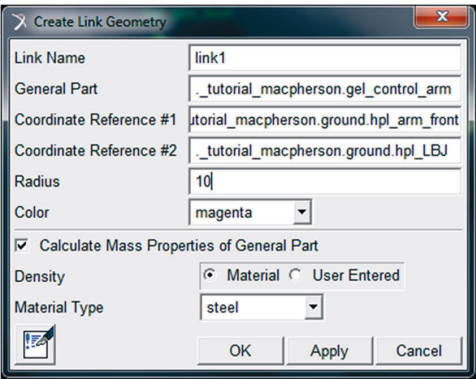 Create Link Geometry
Link Name link1
General Part ._tutorial_macpherson.gel_control_arm
Coordinate Reference #1 utorial_macpherson.ground.hpl_arm_front
Coordinate Reference #2 ._tutorial_macpherson.ground.hpl_LBJ
Radius 10
Color magenta
Calculate Mass Properties of General Part
Density Material User Entered
Material Type steel
OK Apply Cancel